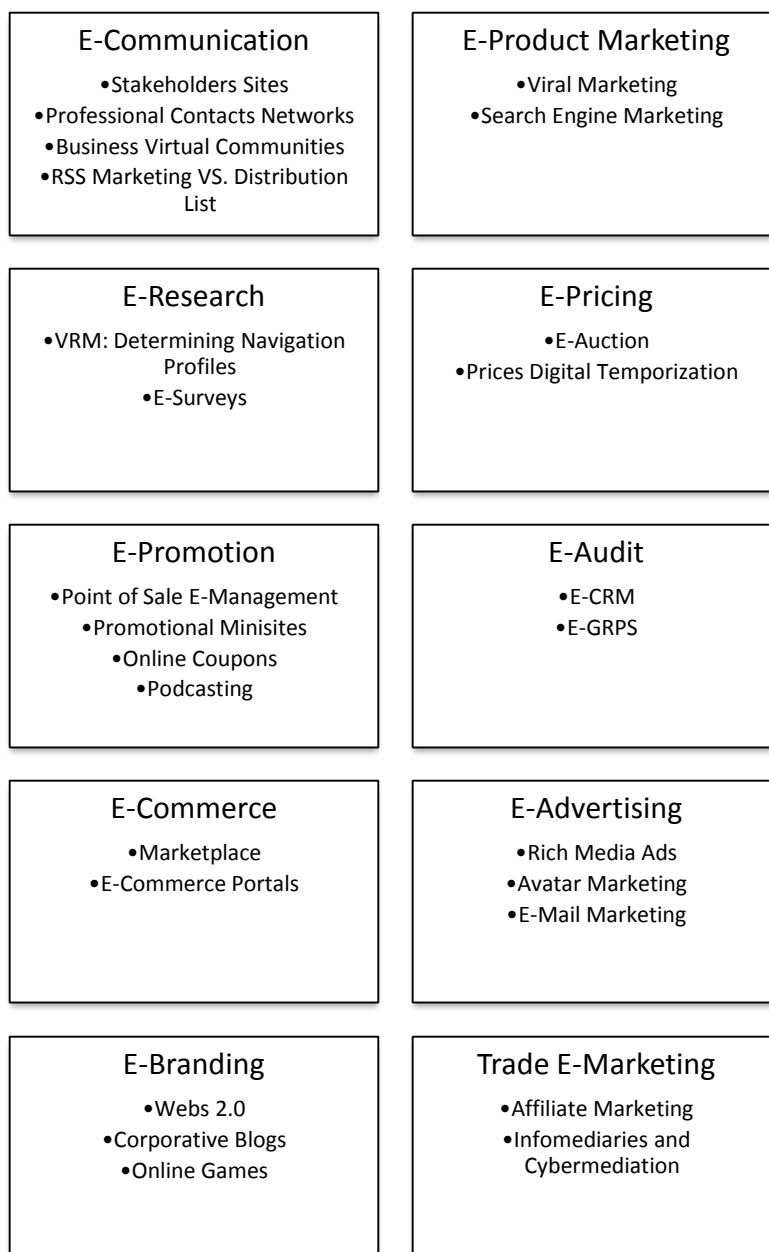 E-Communication
•Stakeholders Sites
•Professional Contacts Networks
•Business Virtual Communities
•RSS Marketing VS. Distribution
List
E-Product Marketing
•Viral Marketing
•Search Engine Marketing
E-Research
•VRM: Determining Navigation
Profiles
•E-Surveys
E-Pricing
•E-Auction
•Prices Digital Temporization
E-Promotion
•Point of Sale E-Management
•Promotional Minisites
•Online Coupons
•Podcasting
E-Audit
•E-CRM
•E-GRPS
E-Commerce
•Marketplace
•E-Commerce Portals
E-Advertising
•Rich Media Ads
•Avatar Marketing
•E-Mail Marketing
E-Branding
•Webs 2.0
•Corporative Blogs
•Online Games
Trade E-Marketing
•Affiliate Marketing
•Infomediaries and
Cybermediation